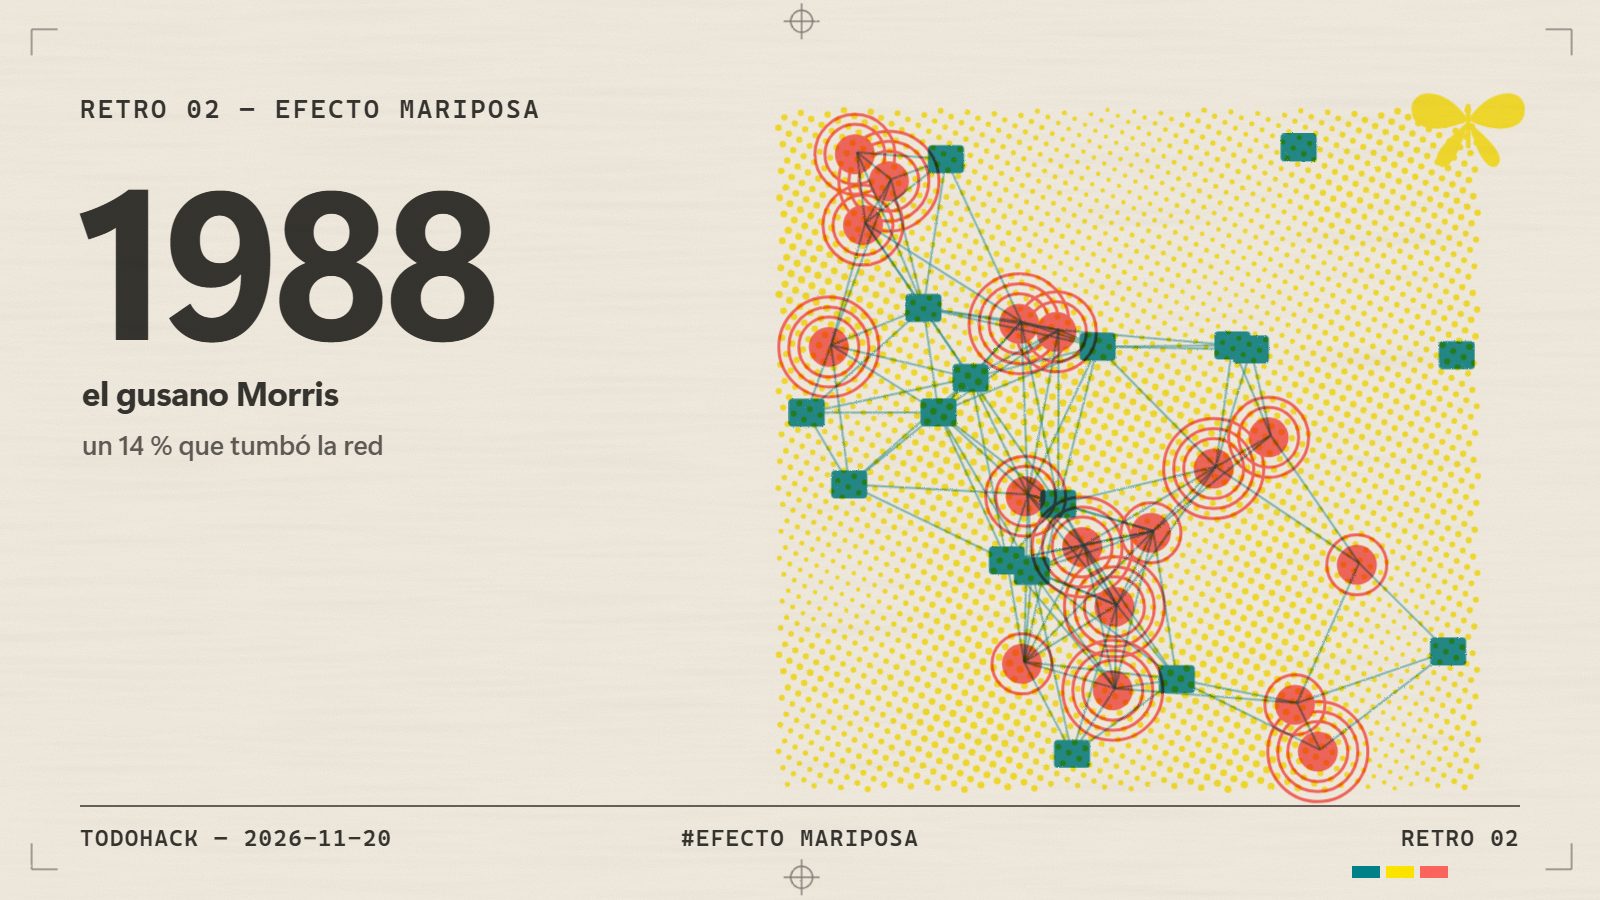 RETRO 02 — EFECTO MARIPOSA
1988
el gusano Morris
un 14 % que tumbó la red
TODOHACK — 2026-11-20
#EFECTO MARIPOSA
RETRO 02